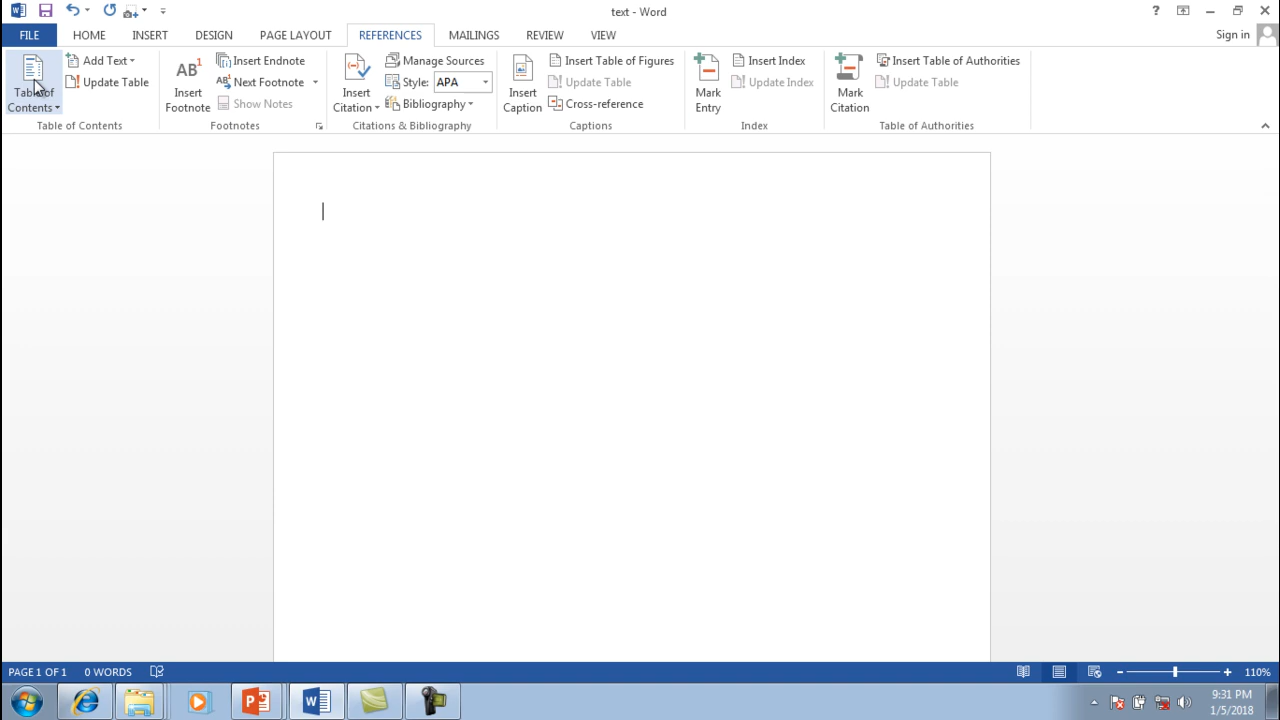 text - Word
?
FILE HOME INSERT DESIGN PAGE LAYOUT REFERENCES MAILINGS REVIEW VIEW Sign in
Table of Contents
Add Text
Update Table
Table of Contents
AB1
Insert Footnote
Insert Endnote
AB1 Next Footnote
Show Notes
Footnotes
Insert Citation
Manage Sources
Style: APA
Bibliography
Citations & Bibliography
Insert Caption
Insert Table of Figures
Update Table
Cross-reference
Captions
Mark Entry
Insert Index
Update Index
Index
Mark Citation
Insert Table of Authorities
Update Table
Table of Authorities
PAGE 1 OF 1 0 WORDS 110%
9:31 PM
1/5/2018